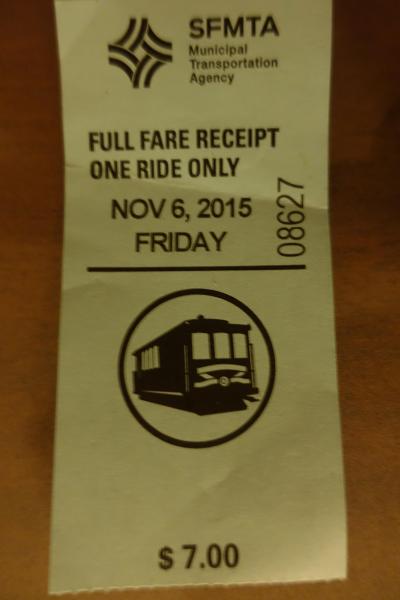 SFMTA
Municipal
Transportation
Agency
FULL FARE RECEIPT
ONE RIDE ONLY
NOV 6, 2015
FRIDAY
08627
$ 7.00